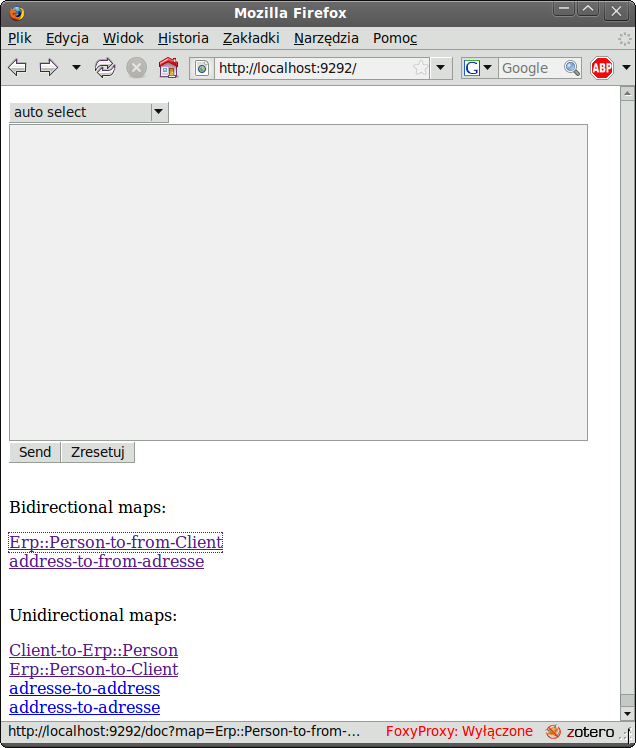 Mozilla Firefox
Plik Edycja Widok Historia Zakładki Narzędzia Pomoc
http://localhost:9292/ G Google ABP
auto select
Send Zresetuj
Bidirectional maps:
Erp::Person-to-from-Client
address-to-from-adresse
Unidirectional maps:
Client-to-Erp::Person
Erp::Person-to-Client
adresse-to-address
address-to-adresse
http://localhost:9292/doc?map=Erp::Person-to-from-... FoxyProxy: Wyłączone zotero